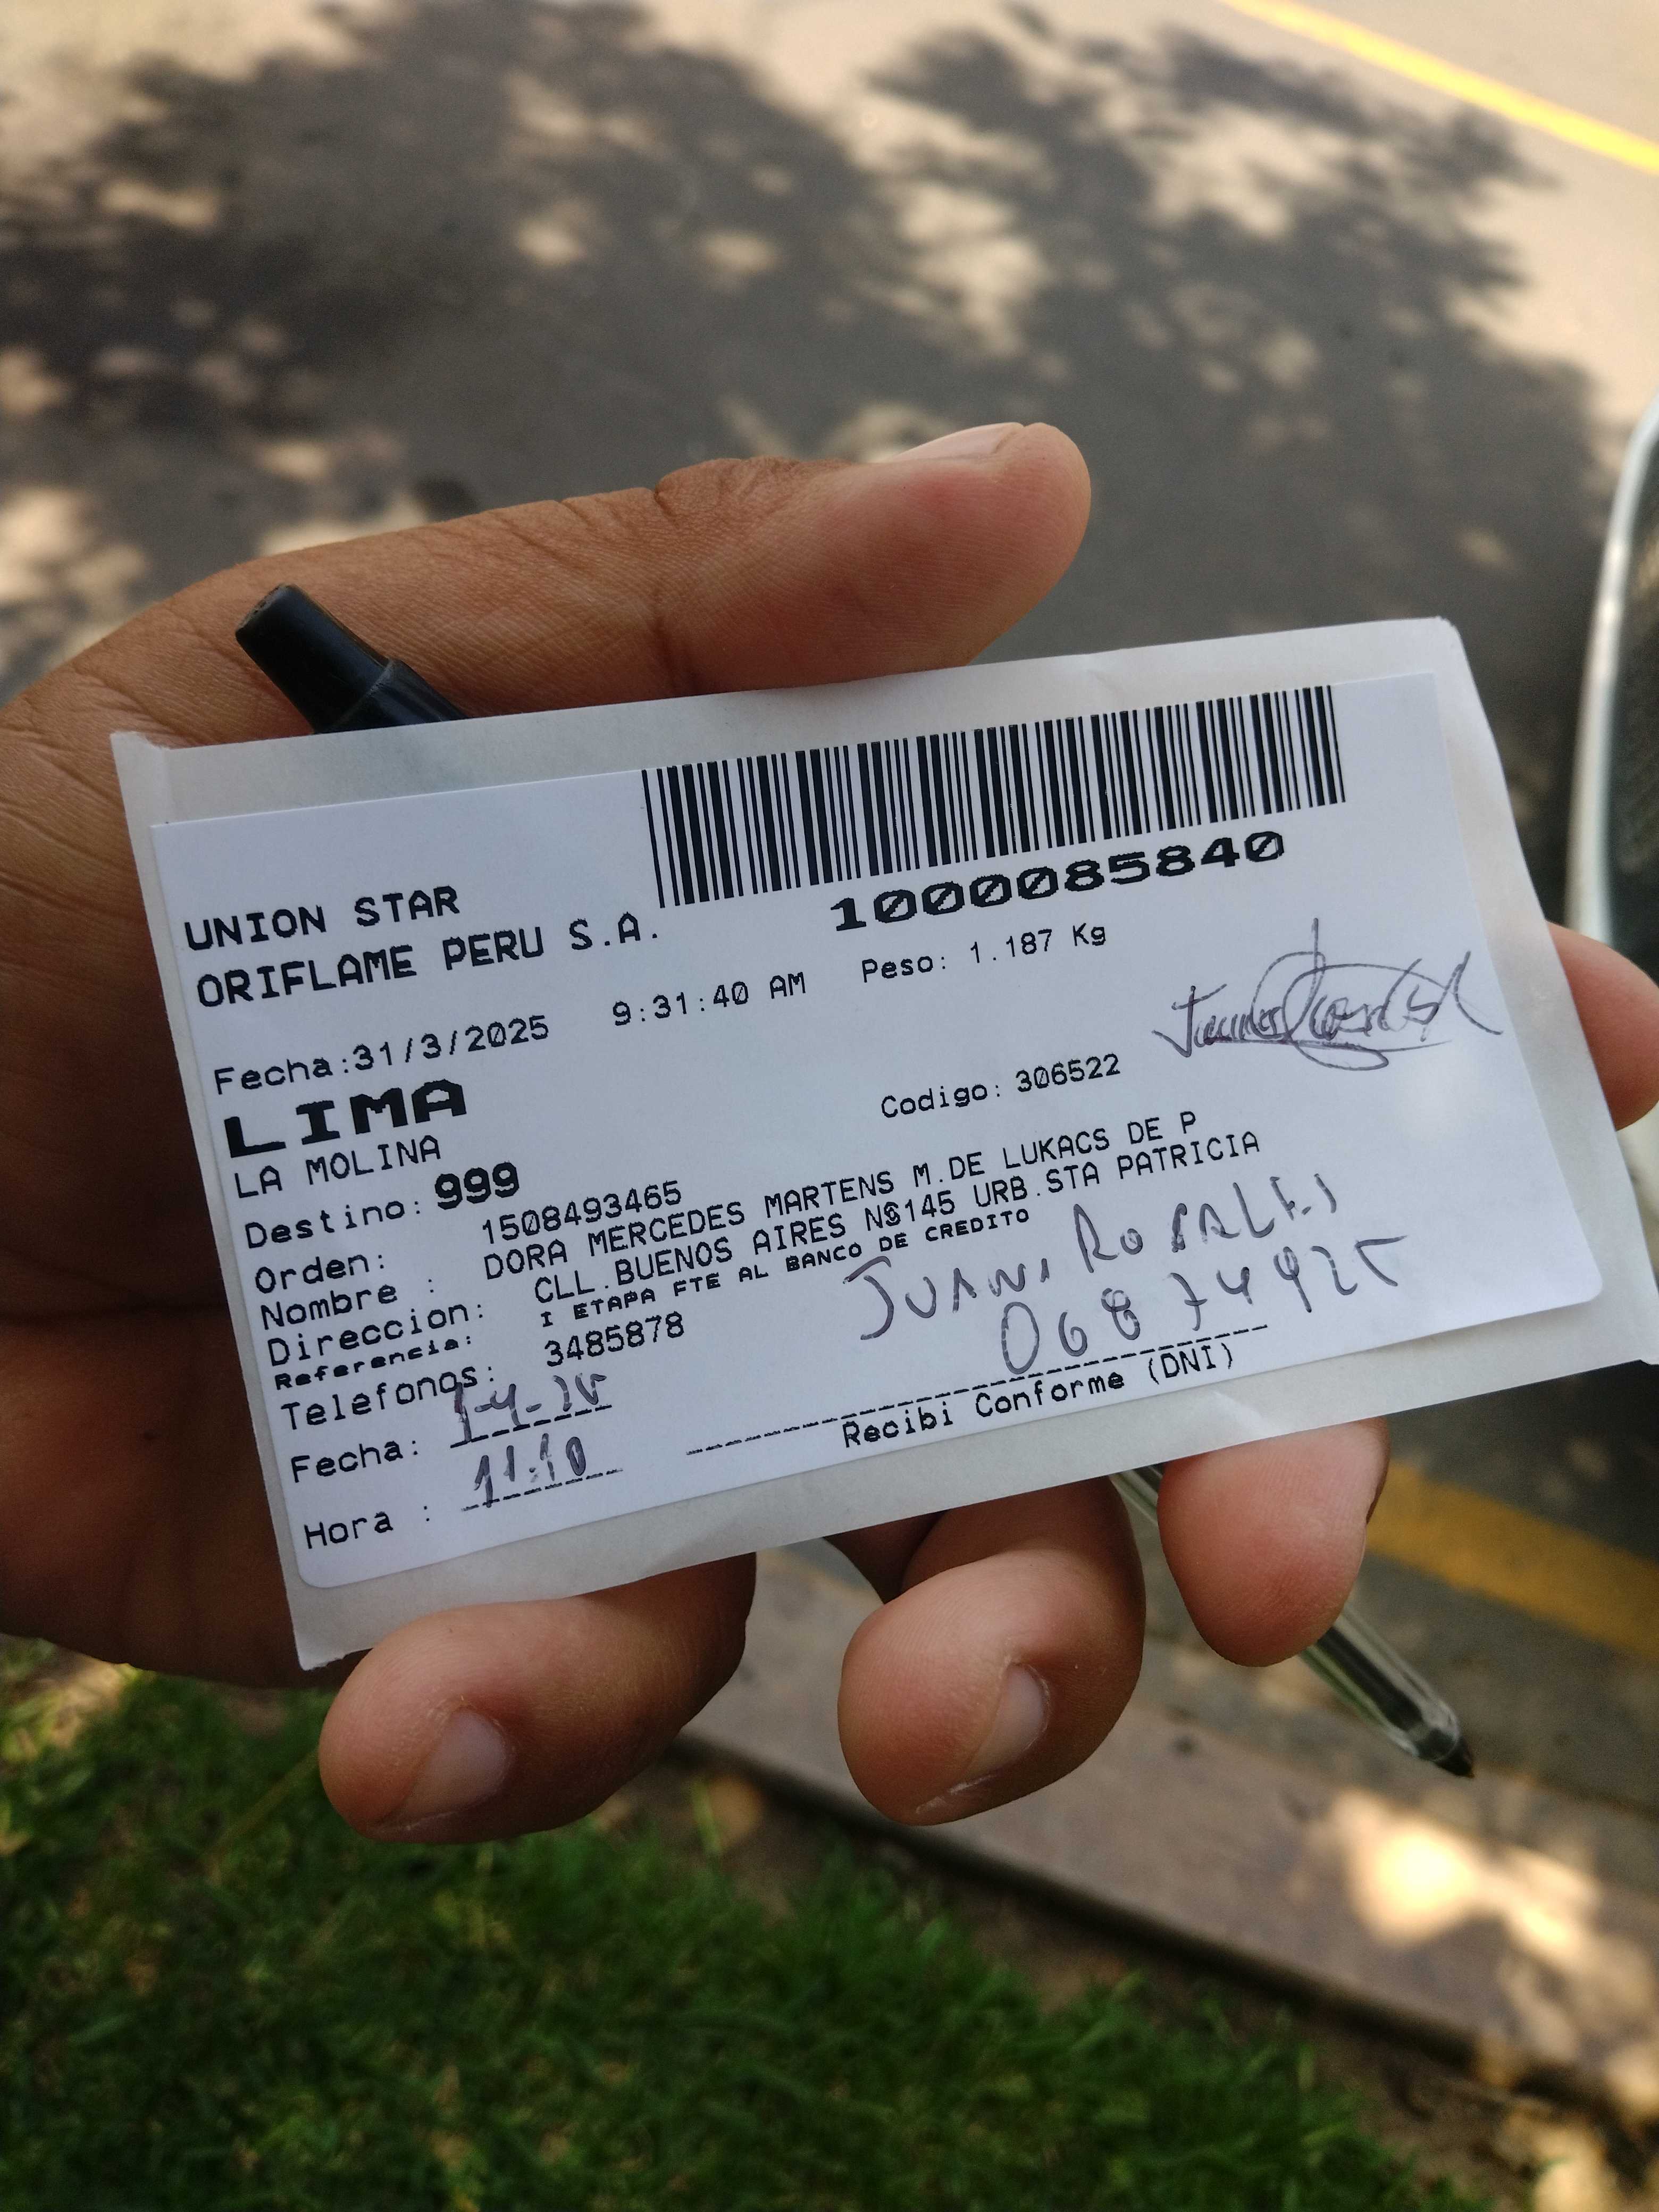 1000085840
UNION STAR
ORIFLAME PERU S.A.
Fecha:31/3/2025 9:31:40 AM Peso: 1.187 Kg
LIMA
LA MOLINA Codigo: 306522
Destino: 999
Orden: 1508493465
Nombre : DORA MERCEDES MARTENS M.DE LUKACS DE P
Direccion: CLL.BUENOS AIRES N§145 URB.STA PATRICIA
Referencia: I ETAPA FTE AL BANCO DE CREDITO
Telefonos: 3485878
JUAN ROSALES
Fecha: 1-4-25
Hora : 11:10
Recibi Conforme (DNI)